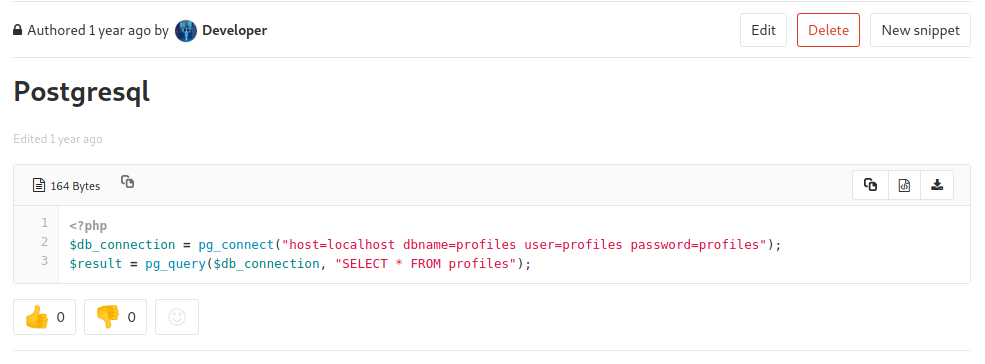 Authored 1 year ago by Developer Edit Delete New snippet
Postgresql
Edited 1 year ago
164 Bytes
1 <?php
2 $db_connection = pg_connect("host=localhost dbname=profiles user=profiles password=profiles");
3 $result = pg_query($db_connection, "SELECT * FROM profiles");
0 0